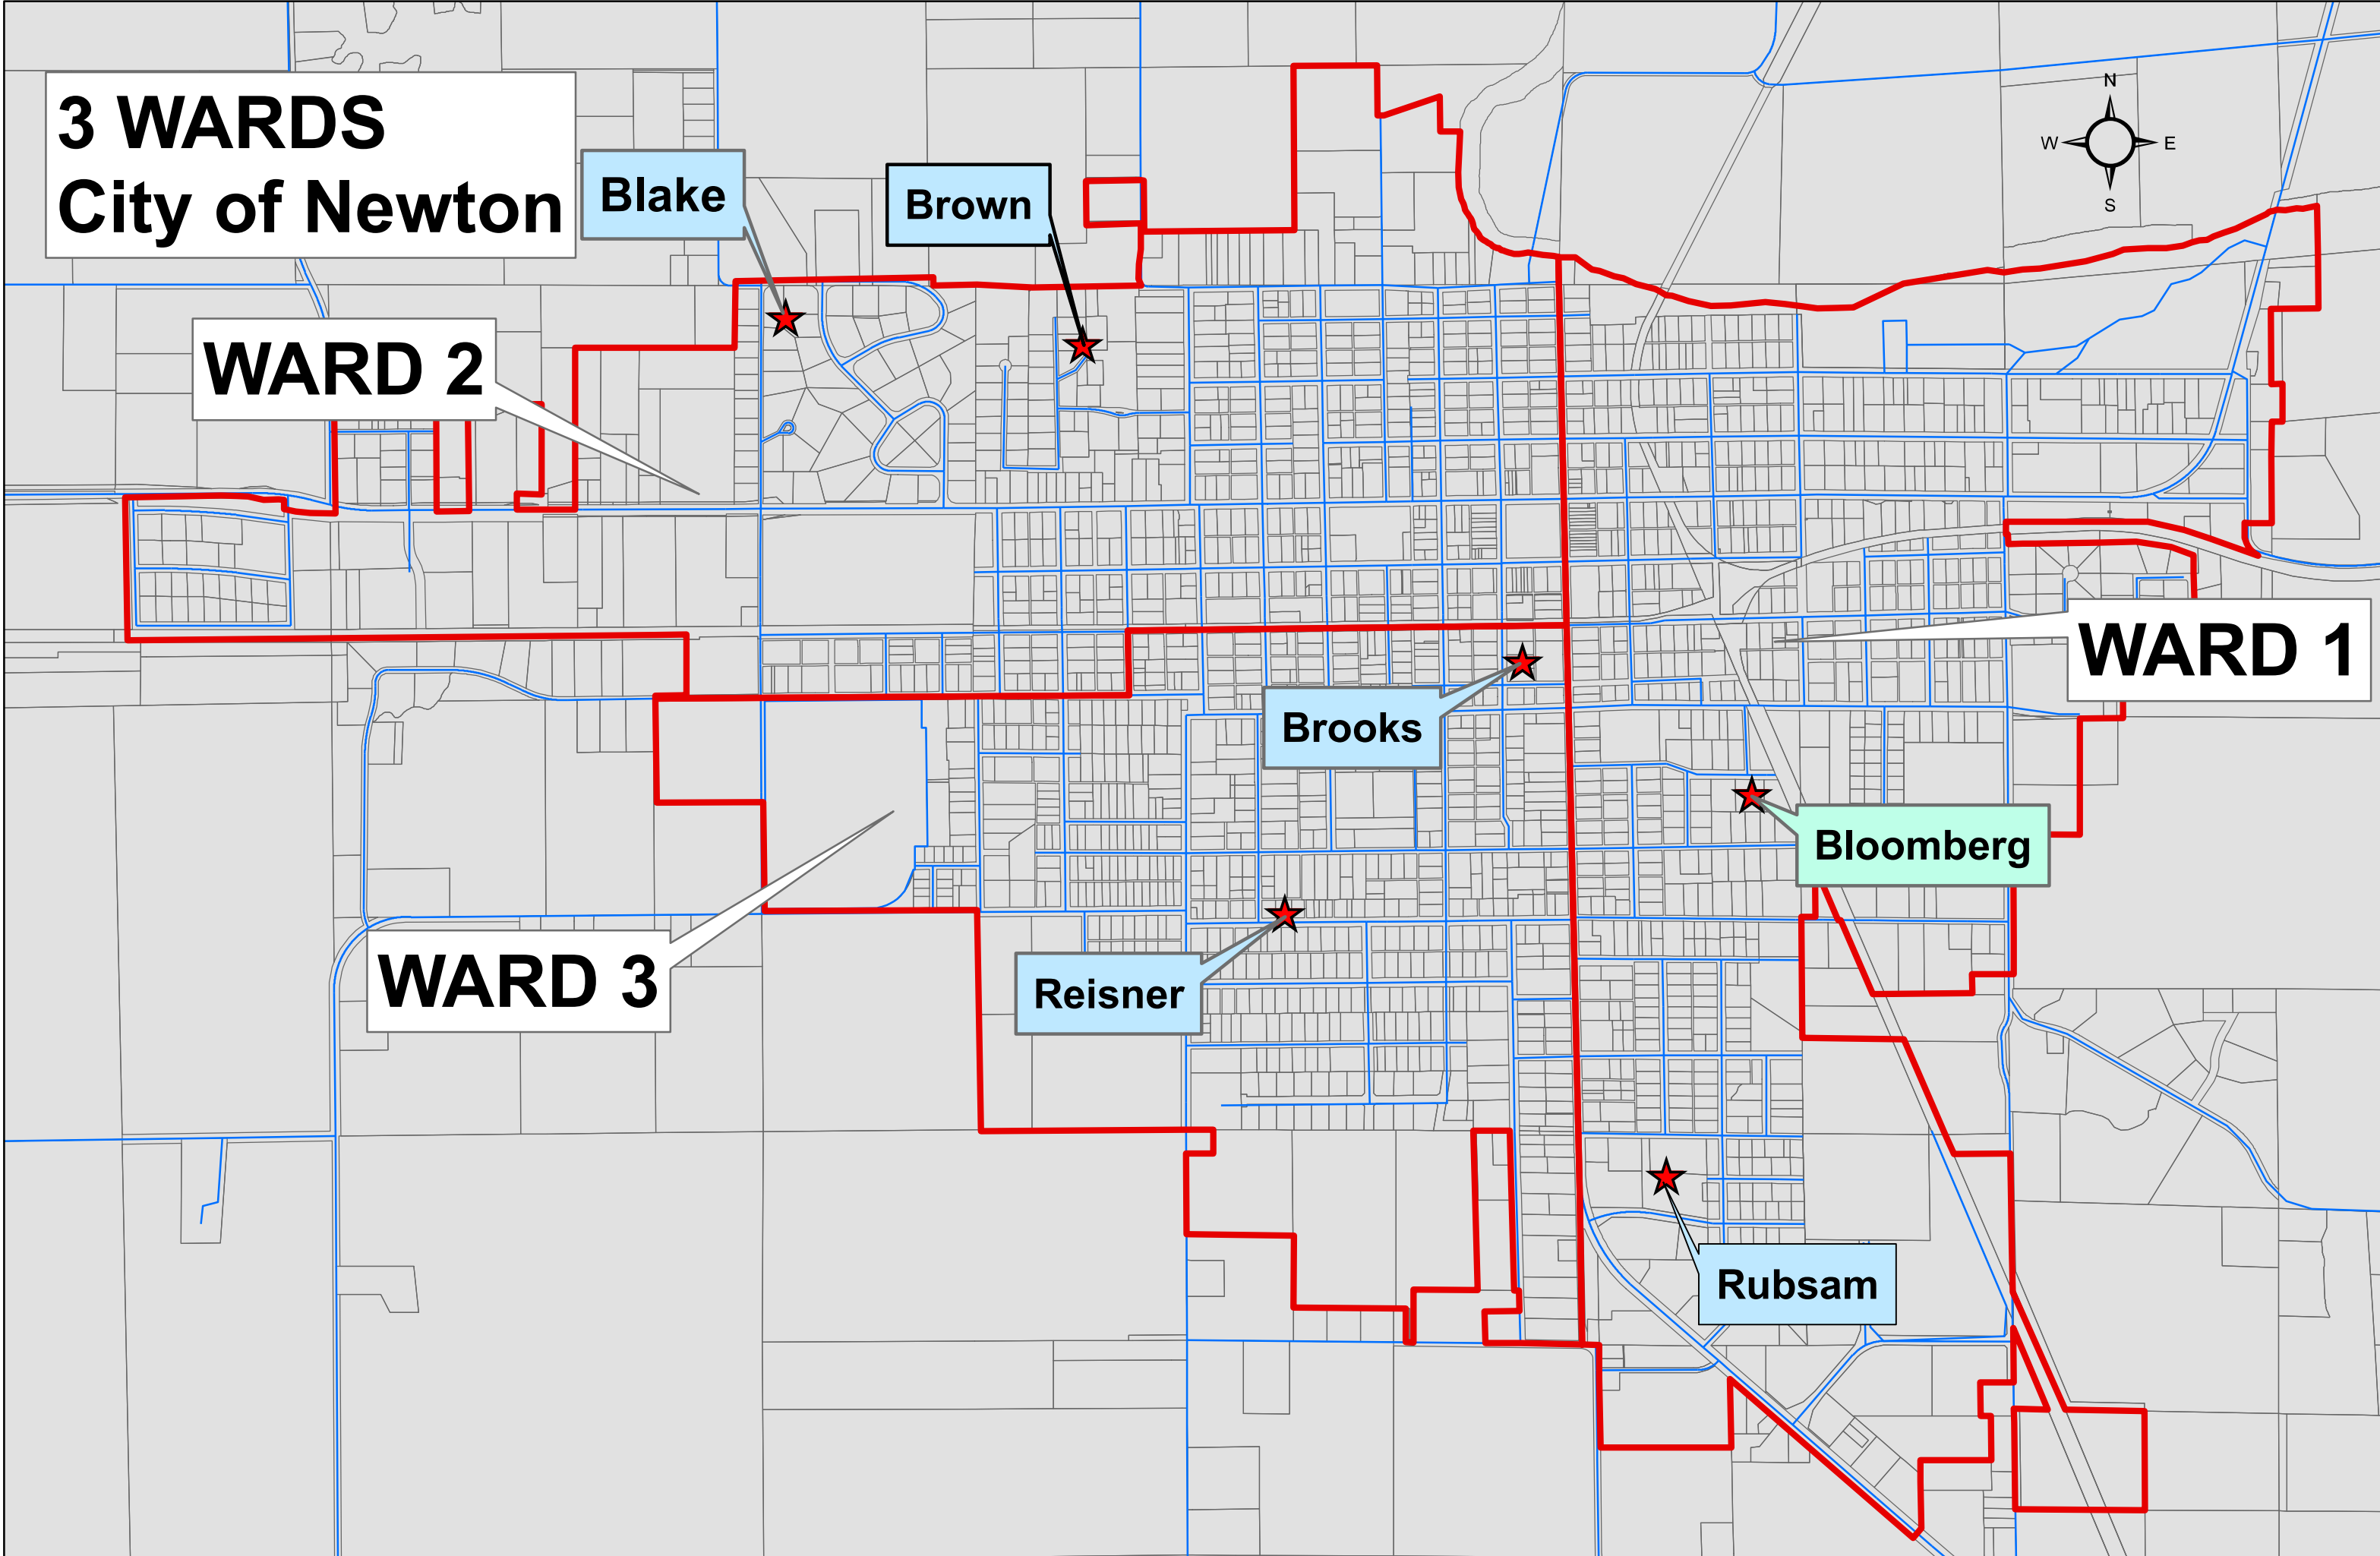 3 WARDS
City of Newton
N
W E
S
Blake
Brown
WARD 2
WARD 1
Brooks
Bloomberg
WARD 3
Reisner
Rubsam